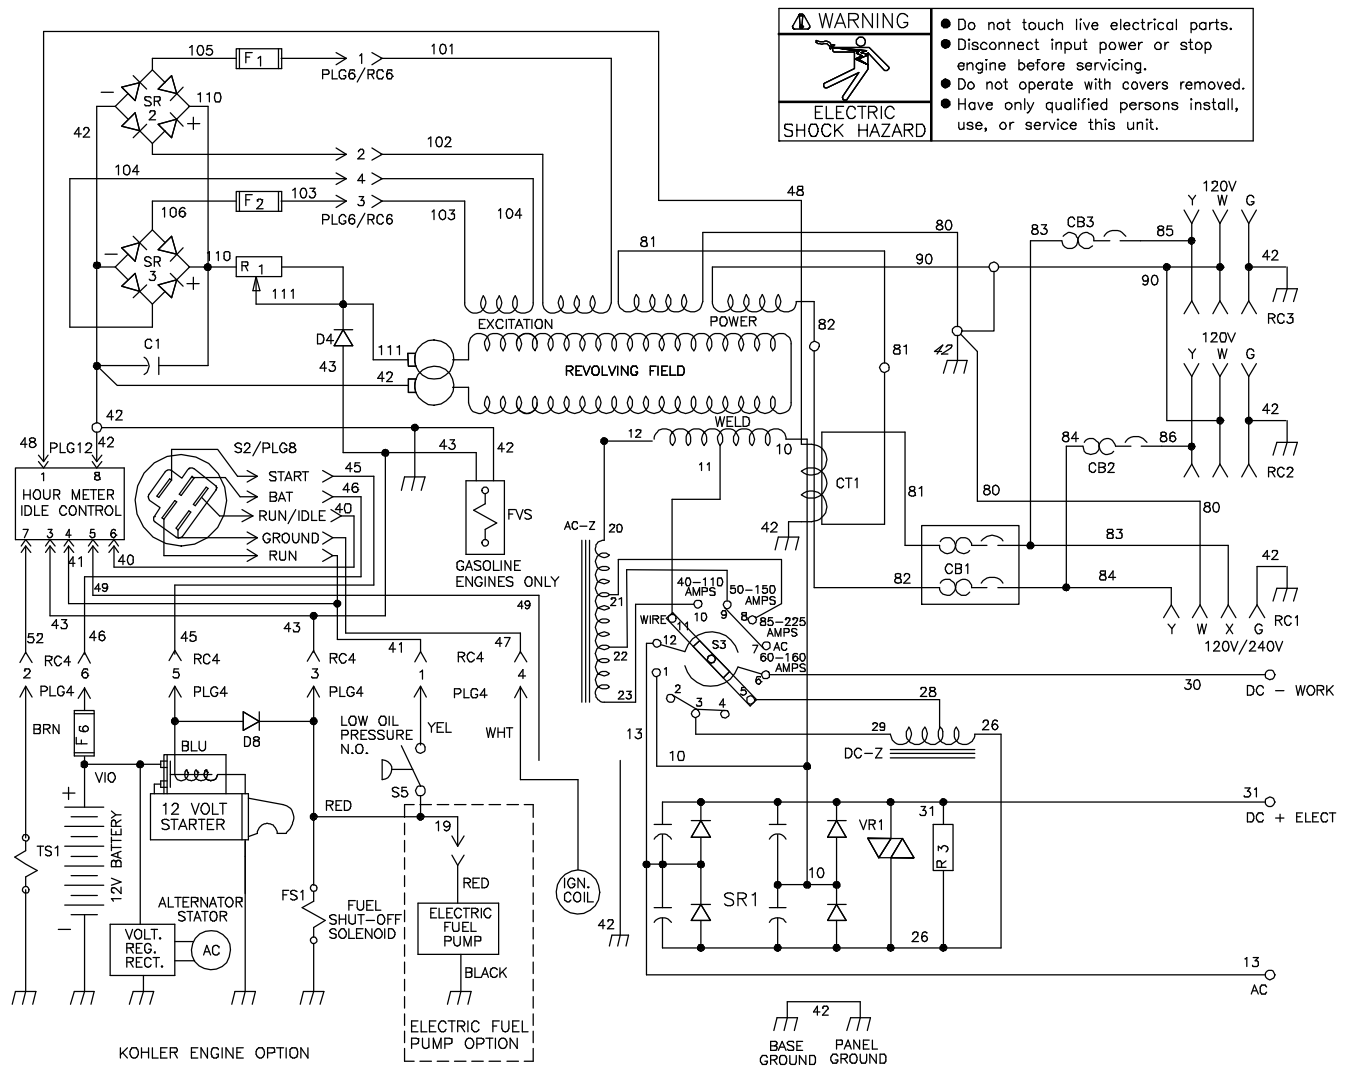 WARNING
ELECTRIC
SHOCK HAZARD
Do not touch live electrical parts.
Disconnect input power or stop
engine before servicing.
Do not operate with covers removed.
Have only qualified persons install,
use, or service this unit.
105
F1
1
101
PLG6/RC6
SR
2
110
42
2
102
104
4
F2
103
3
PLG6/RC6
103
104
106
SR
3
110
R 1
111
C1
D4
43
111
42
42
EXCITATION
POWER
REVOLVING FIELD
WELD
48
81
80
90
82
81
42
CB3
83
85
120V
Y
W
G
42
90
RC3
120V
Y
W
G
84
86
CB2
42
RC2
80
80
48
PLG12
42
1
8
HOUR METER
IDLE CONTROL
7
3
4
5
6
41
40
49
S2/PLG8
START
45
BAT
46
RUN/IDLE
40
GROUND
RUN
43
42
FVS
GASOLINE
ENGINES ONLY
12
11
10
CT1
42
81
82
CB1
83
84
42
Y
W
X
G
RC1
120V/240V
AC-Z
20
21
22
23
40-110
AMPS
50-150
AMPS
85-225
AMPS
AC
60-160
AMPS
WIRE
11
10
9
8
7
6
5
4
3
2
1
12
S3
30
DC - WORK
28
29
26
DC-Z
13
10
49
52
43
46
45
43
41
47
RC4
RC4
RC4
2
6
5
3
1
4
PLG4
PLG4
PLG4
BRN
F 6
VIO
BLU
D8
LOW OIL
PRESSURE
N.O.
YEL
WHT
S5
12 VOLT
STARTER
RED
19
TS1
12V BATTERY
+
-
ALTERNATOR
STATOR
VOLT.
REG.
RECT.
AC
FS1
FUEL
SHUT-OFF
SOLENOID
RED
ELECTRIC
FUEL
PUMP
BLACK
ELECTRIC FUEL
PUMP OPTION
IGN.
COIL
42
SR1
10
VR1
31
R 3
26
31
DC + ELECT
13
AC
42
BASE
GROUND
PANEL
GROUND
KOHLER ENGINE OPTION